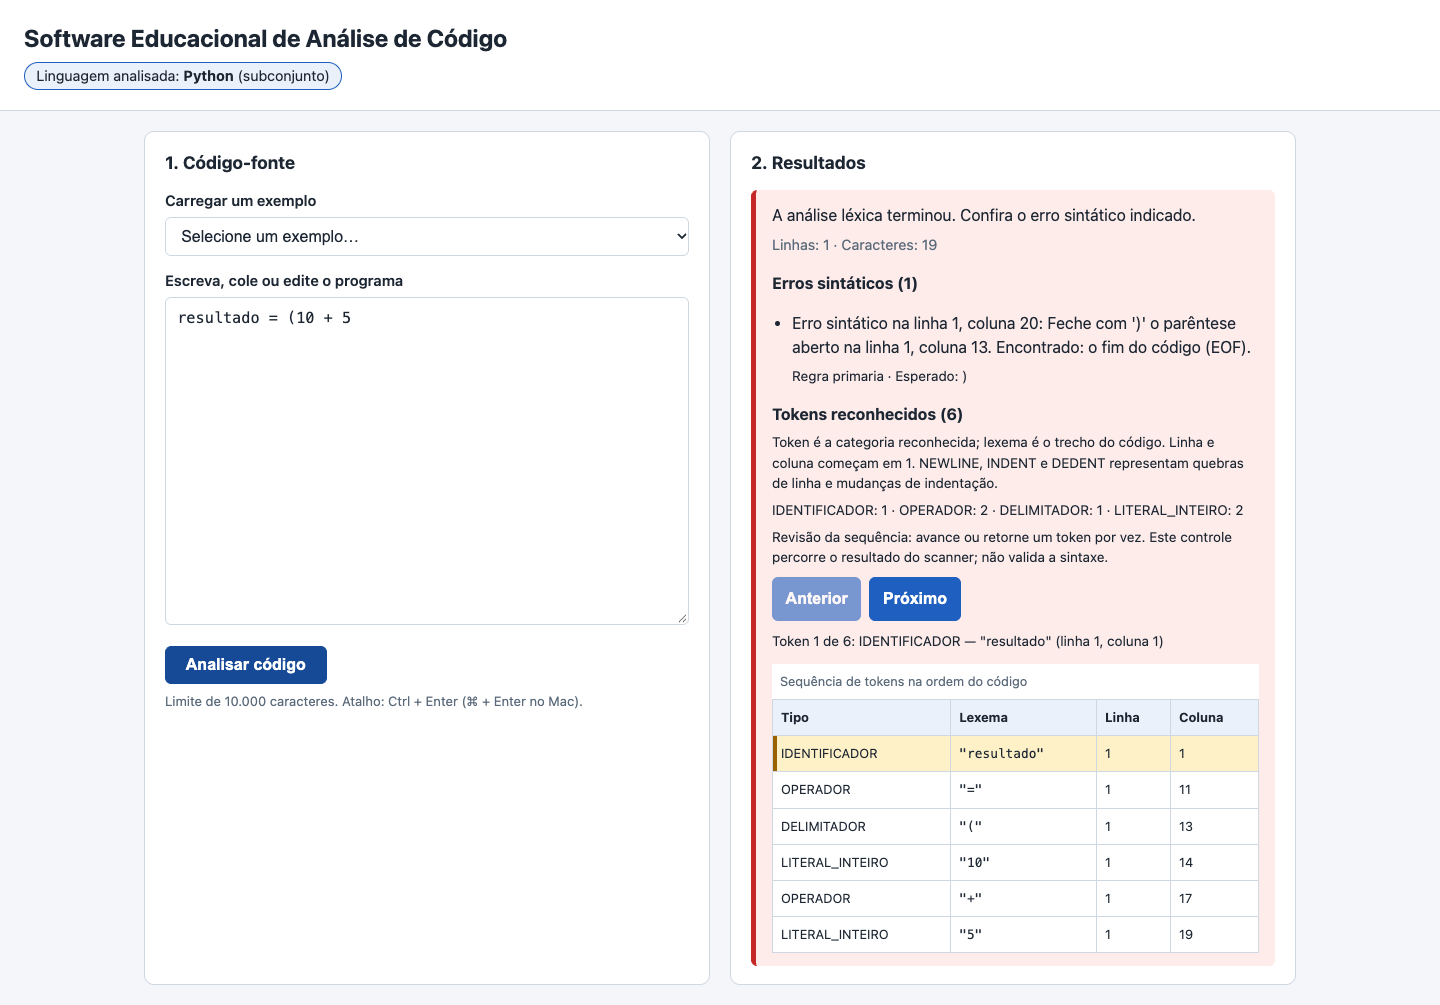 Software Educacional de Análise de Código
Linguagem analisada: Python (subconjunto)
1. Código-fonte
Carregar um exemplo
Selecione um exemplo...
Escreva, cole ou edite o programa
resultado = (10 + 5
Analisar código
Limite de 10.000 caracteres. Atalho: Ctrl + Enter (⌘ + Enter no Mac).
2. Resultados
A análise léxica terminou. Confira o erro sintático indicado.
Linhas: 1 · Caracteres: 19
Erros sintáticos (1)
• Erro sintático na linha 1, coluna 20: Feche com ')' o parêntese
aberto na linha 1, coluna 13. Encontrado: o fim do código (EOF).
Regra primaria · Esperado: )
Tokens reconhecidos (6)
Token é a categoria reconhecida; lexema é o trecho do código. Linha e
coluna começam em 1. NEWLINE, INDENT e DEDENT representam quebras
de linha e mudanças de indentação.
IDENTIFICADOR: 1 · OPERADOR: 2 · DELIMITADOR: 1 · LITERAL_INTEIRO: 2
Revisão da sequência: avance ou retorne um token por vez. Este controle
percorre o resultado do scanner; não valida a sintaxe.
Anterior Próximo
Token 1 de 6: IDENTIFICADOR — "resultado" (linha 1, coluna 1)
Sequência de tokens na ordem do código
Tipo Lexema Linha Coluna
IDENTIFICADOR "resultado" 1 1
OPERADOR "=" 1 11
DELIMITADOR "(" 1 13
LITERAL_INTEIRO "10" 1 14
OPERADOR "+" 1 17
LITERAL_INTEIRO "5" 1 19